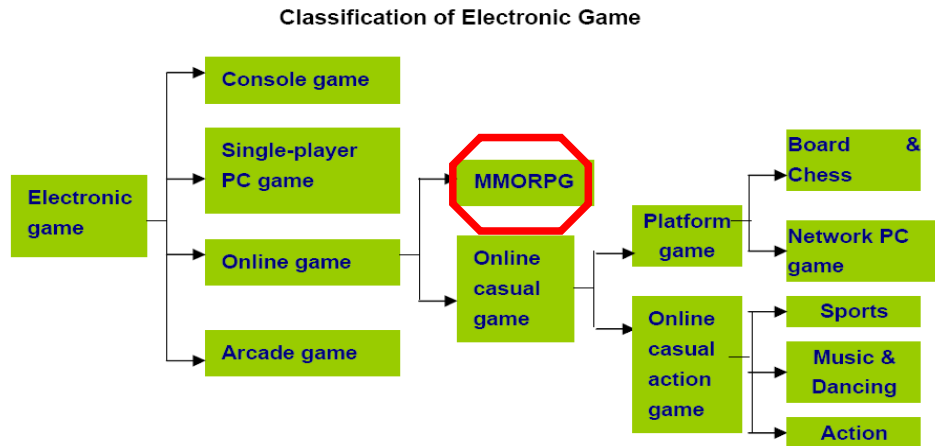 Classification of Electronic Game
Console game
Single-player
PC game
Electronic
game
Online game
Arcade game
MMORPG
Online
casual
game
Platform
game
Online
casual
action
game
Board &
Chess
Network PC
game
Sports
Music &
Dancing
Action